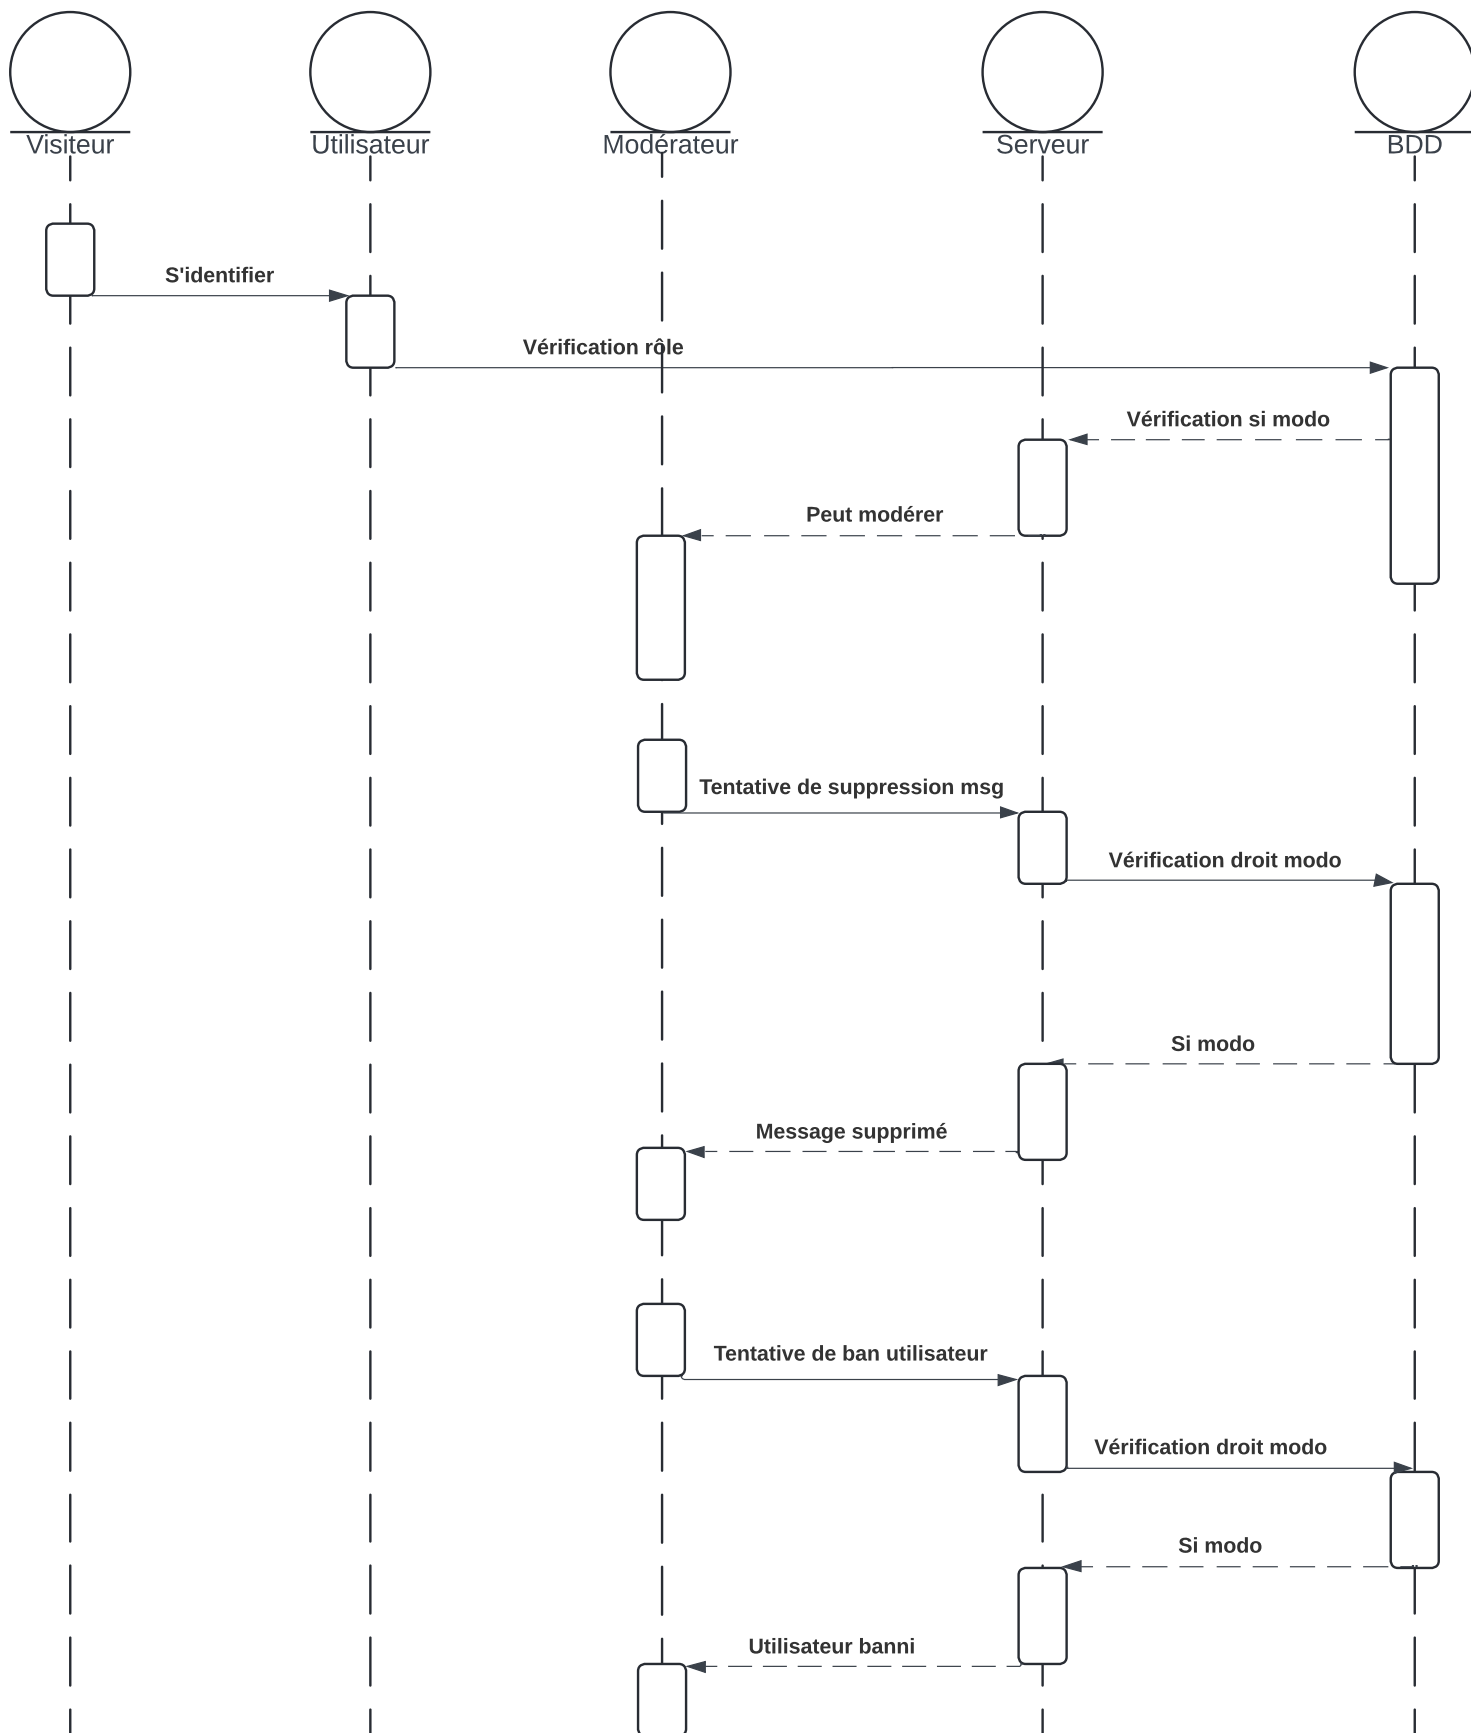 Visiteur
Utilisateur
Modérateur
Serveur
BDD
S'identifier
Vérification rôle
Vérification si modo
Peut modérer
Tentative de suppression msg
Vérification droit modo
Si modo
Message supprimé
Tentative de ban utilisateur
Vérification droit modo
Si modo
Utilisateur banni